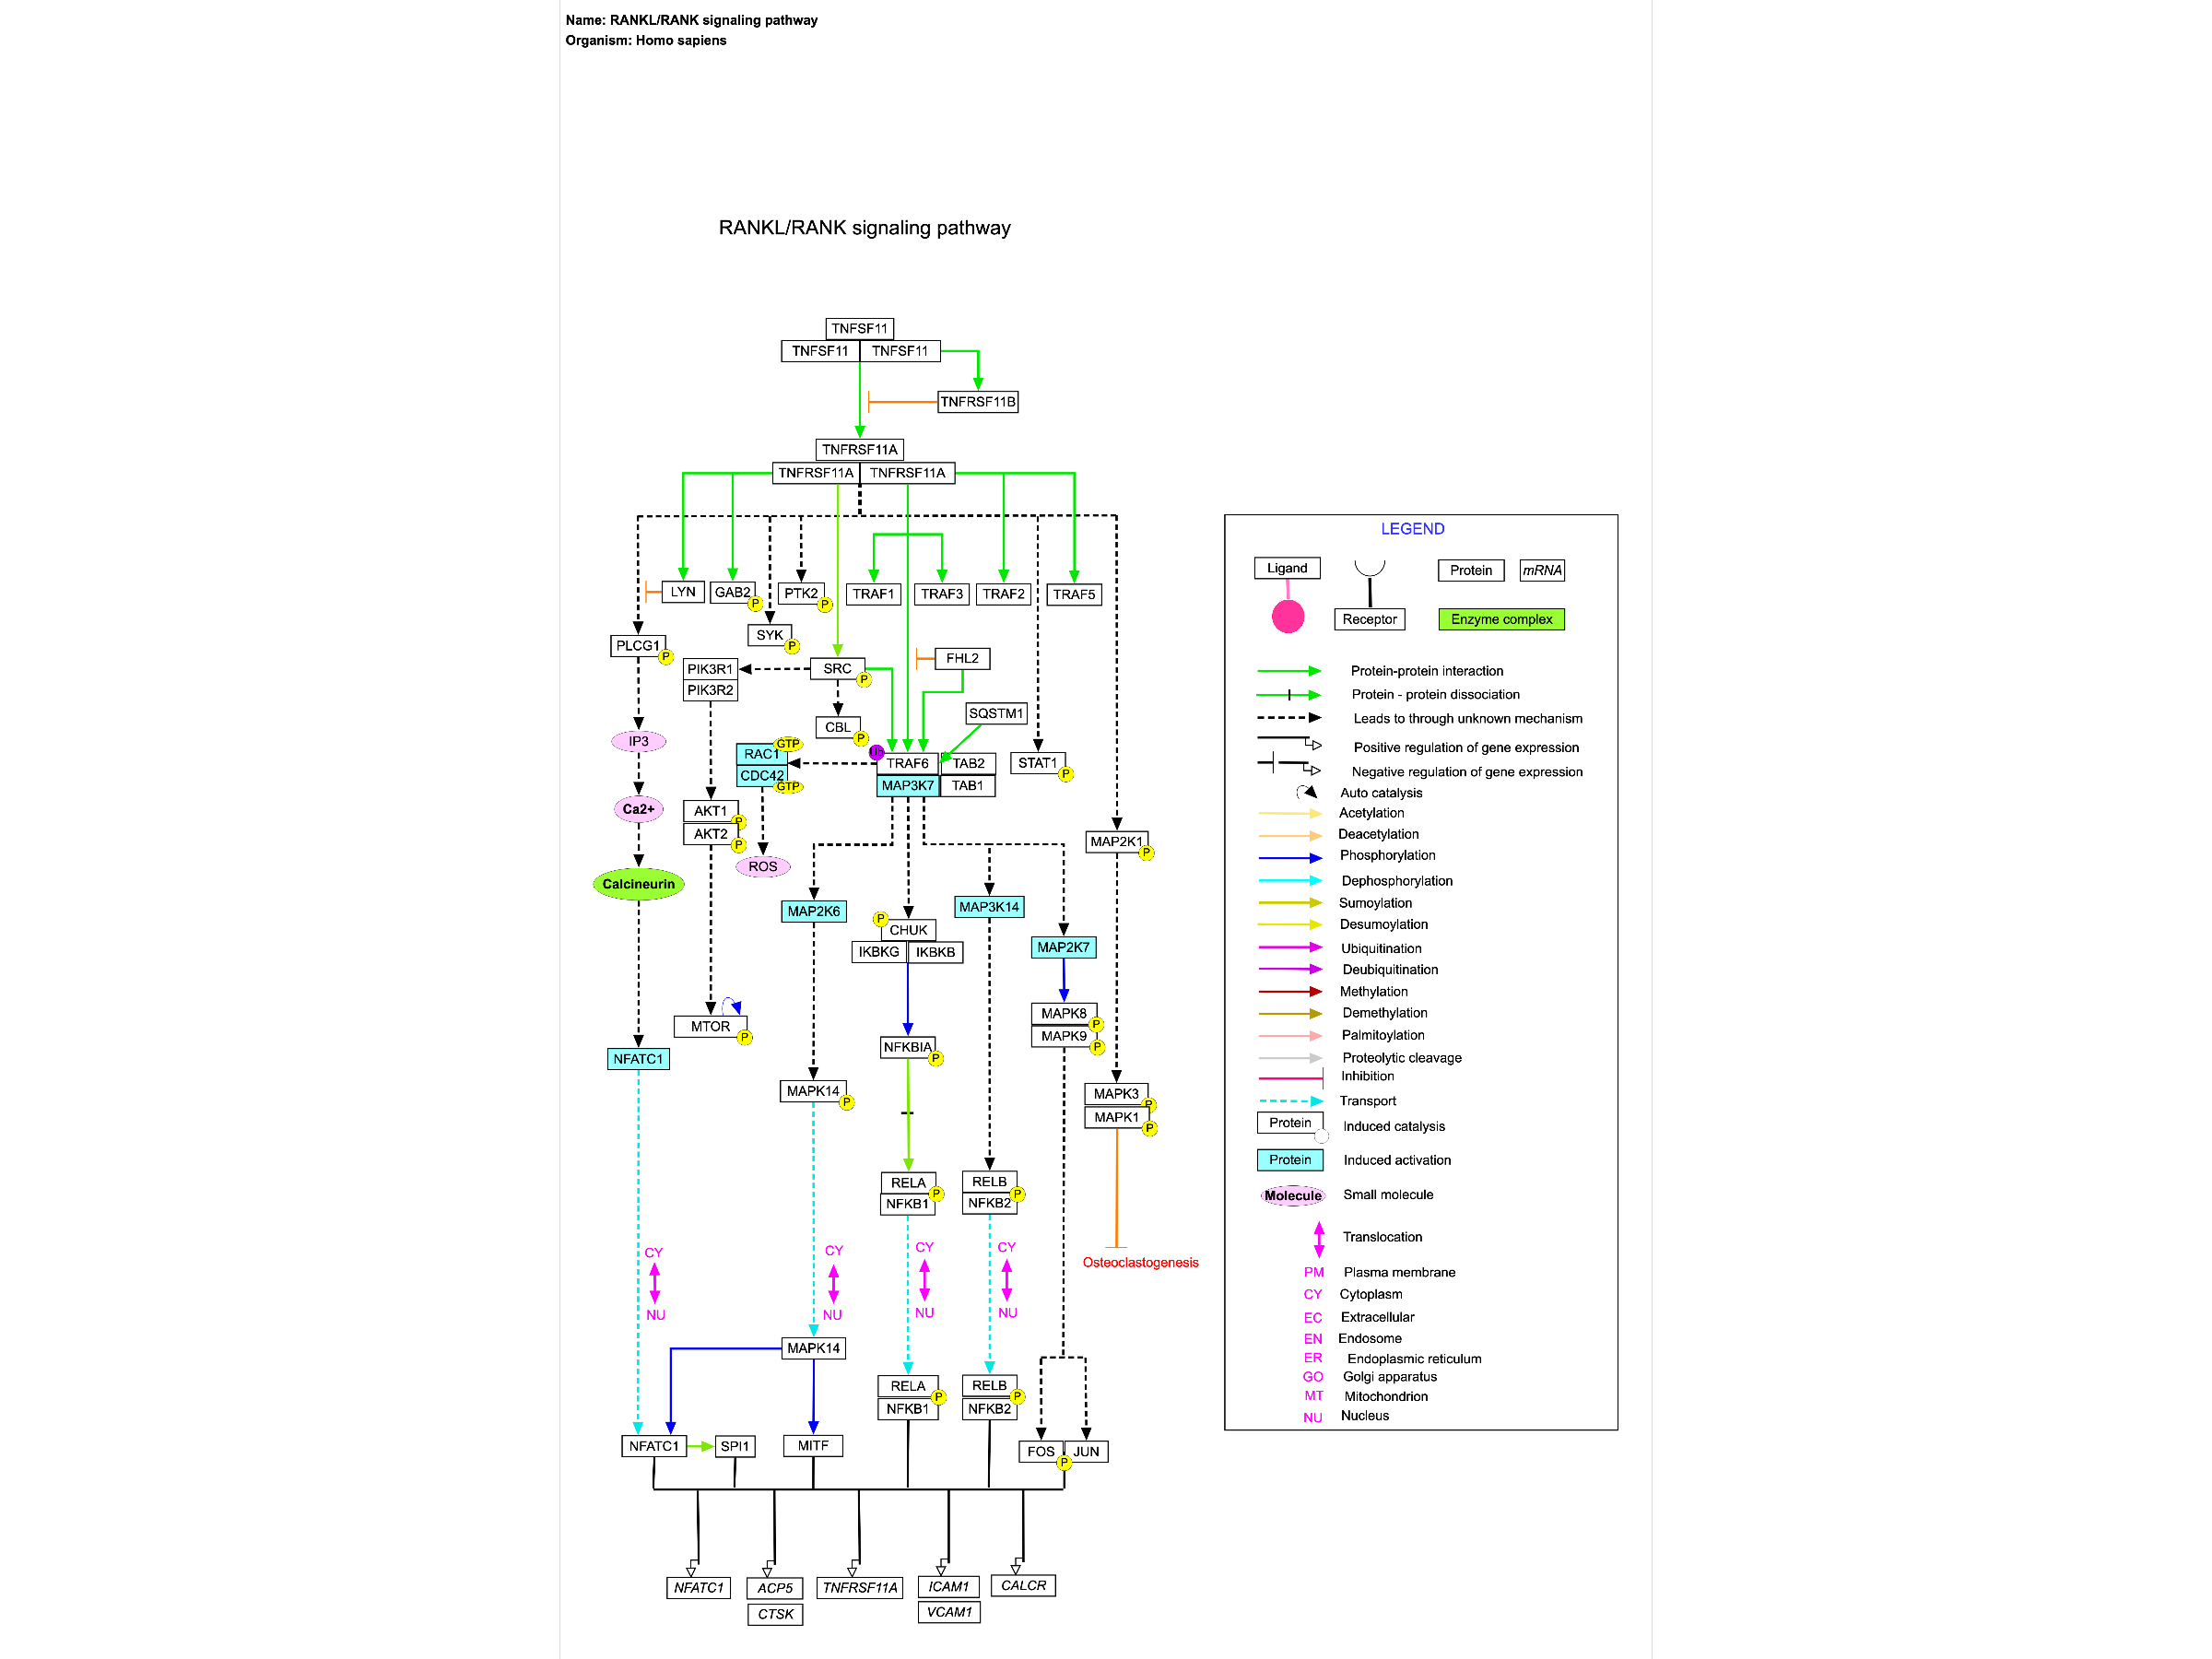 Name: RANKL/RANK signaling pathway
Organism: Homo sapiens
RANKL/RANK signaling pathway
TNFSF11
TNFSF11 TNFSF11
TNFRSF11B
TNFRSF11A
TNFRSF11A TNFRSF11A
LYN GAB2 P PTK2 P TRAF1 TRAF3 TRAF2 TRAF5
SYK P
PLCG1 P
PIK3R1 SRC P FHL2
PIK3R2
SQSTM1
CBL P
IP3
RAC1 GTP Ub TRAF6 TAB2 STAT1 P
CDC42 GTP MAP3K7 TAB1
Ca2+ AKT1 P
AKT2 P
MAP2K1 P
ROS
Calcineurin
MAP2K6 MAP3K14
P CHUK
IKBKG IKBKB MAP2K7
MAPK8 P
MTOR P
MAPK9 P
NFKBIA P
NFATC1
MAPK14 P MAPK3 P
MAPK1 P
RELA P RELB P
NFKB1 NFKB2
CY CY CY CY
Osteoclastogenesis
NU NU NU NU
MAPK14
RELA P RELB P
NFKB1 NFKB2
NFATC1 SPI1 MITF FOS JUN
P
NFATC1 ACP5 TNFRSF11A ICAM1 CALCR
CTSK VCAM1
LEGEND
Ligand Protein mRNA
Receptor Enzyme complex
Protein-protein interaction
Protein - protein dissociation
Leads to through unknown mechanism
Positive regulation of gene expression
Negative regulation of gene expression
Auto catalysis
Acetylation
Deacetylation
Phosphorylation
Dephosphorylation
Sumoylation
Desumoylation
Ubiquitination
Deubiquitination
Methylation
Demethylation
Palmitoylation
Proteolytic cleavage
Inhibition
Transport
Protein Induced catalysis
Protein Induced activation
Molecule Small molecule
Translocation
PM Plasma membrane
CY Cytoplasm
EC Extracellular
EN Endosome
ER Endoplasmic reticulum
GO Golgi apparatus
MT Mitochondrion
NU Nucleus